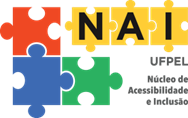 NAI
UFPEL
Núcleo de
Acessibilidade
e Inclusão